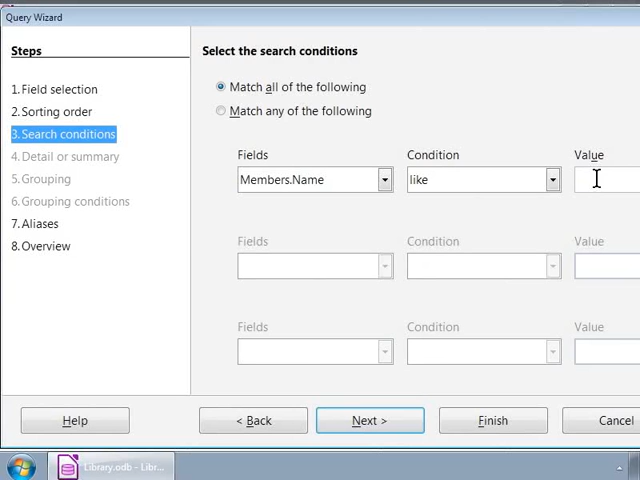 Query Wizard
Steps
1. Field selection
2. Sorting order
3. Search conditions
4. Detail or summary
5. Grouping
6. Grouping conditions
7. Aliases
8. Overview
Select the search conditions
Match all of the following
Match any of the following
Fields Condition Value
Members.Name like
Fields Condition Value
Fields Condition Value
Help < Back Next > Finish Cancel
Library.odb - Libr...